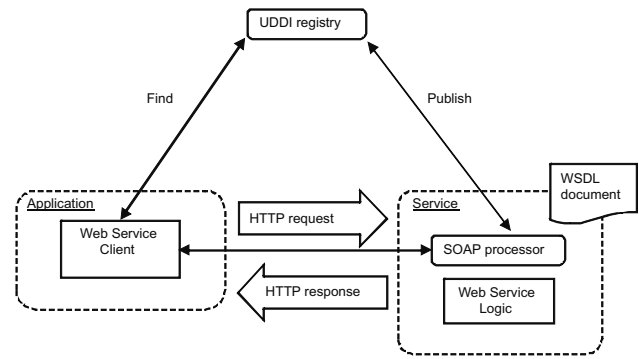 UDDI registry
Find
Publish
WSDL
document
Application
HTTP request
Service
Web Service
Client
SOAP processor
HTTP response
Web Service
Logic